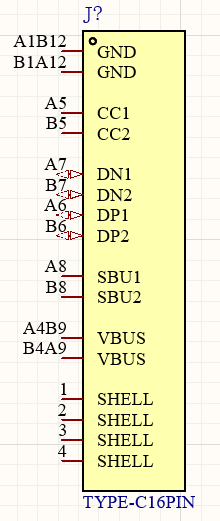 J?
A1B12 GND
B1A12 GND
A5 CC1
B5 CC2
A7 DN1
B7 DN2
A6 DP1
B6 DP2
A8 SBU1
B8 SBU2
A4B9 VBUS
B4A9 VBUS
1 SHELL
2 SHELL
3 SHELL
4 SHELL
TYPE-C16PIN